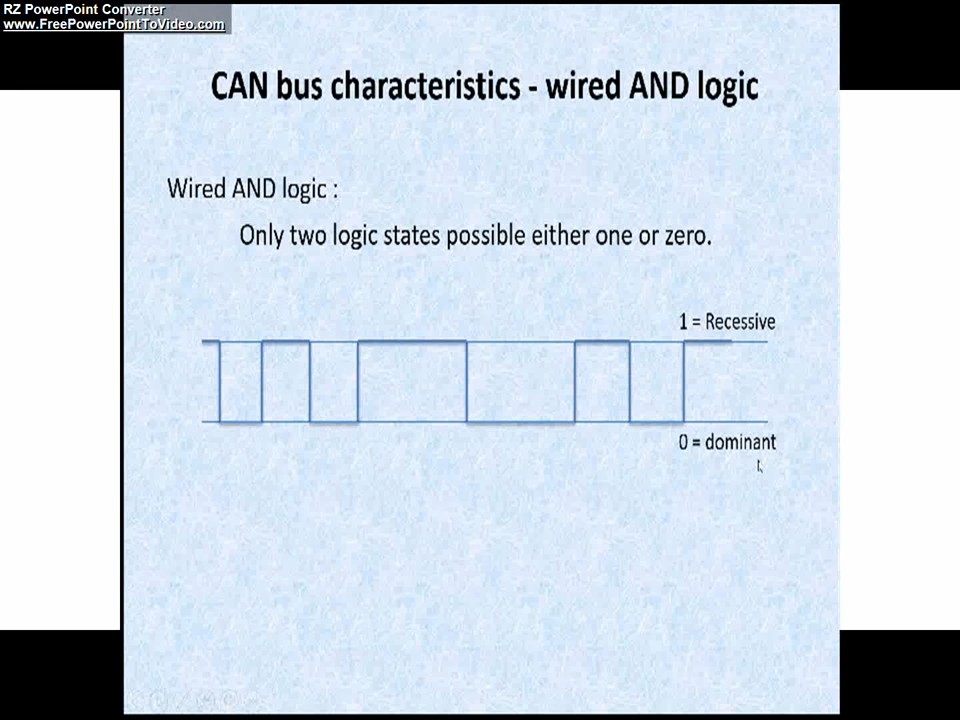 RZ PowerPoint Converter
www.FreePowerPointToVideo.com
CAN bus characteristics - wired AND logic
Wired AND logic :
Only two logic states possible either one or zero.
1 = Recessive
0 = dominant